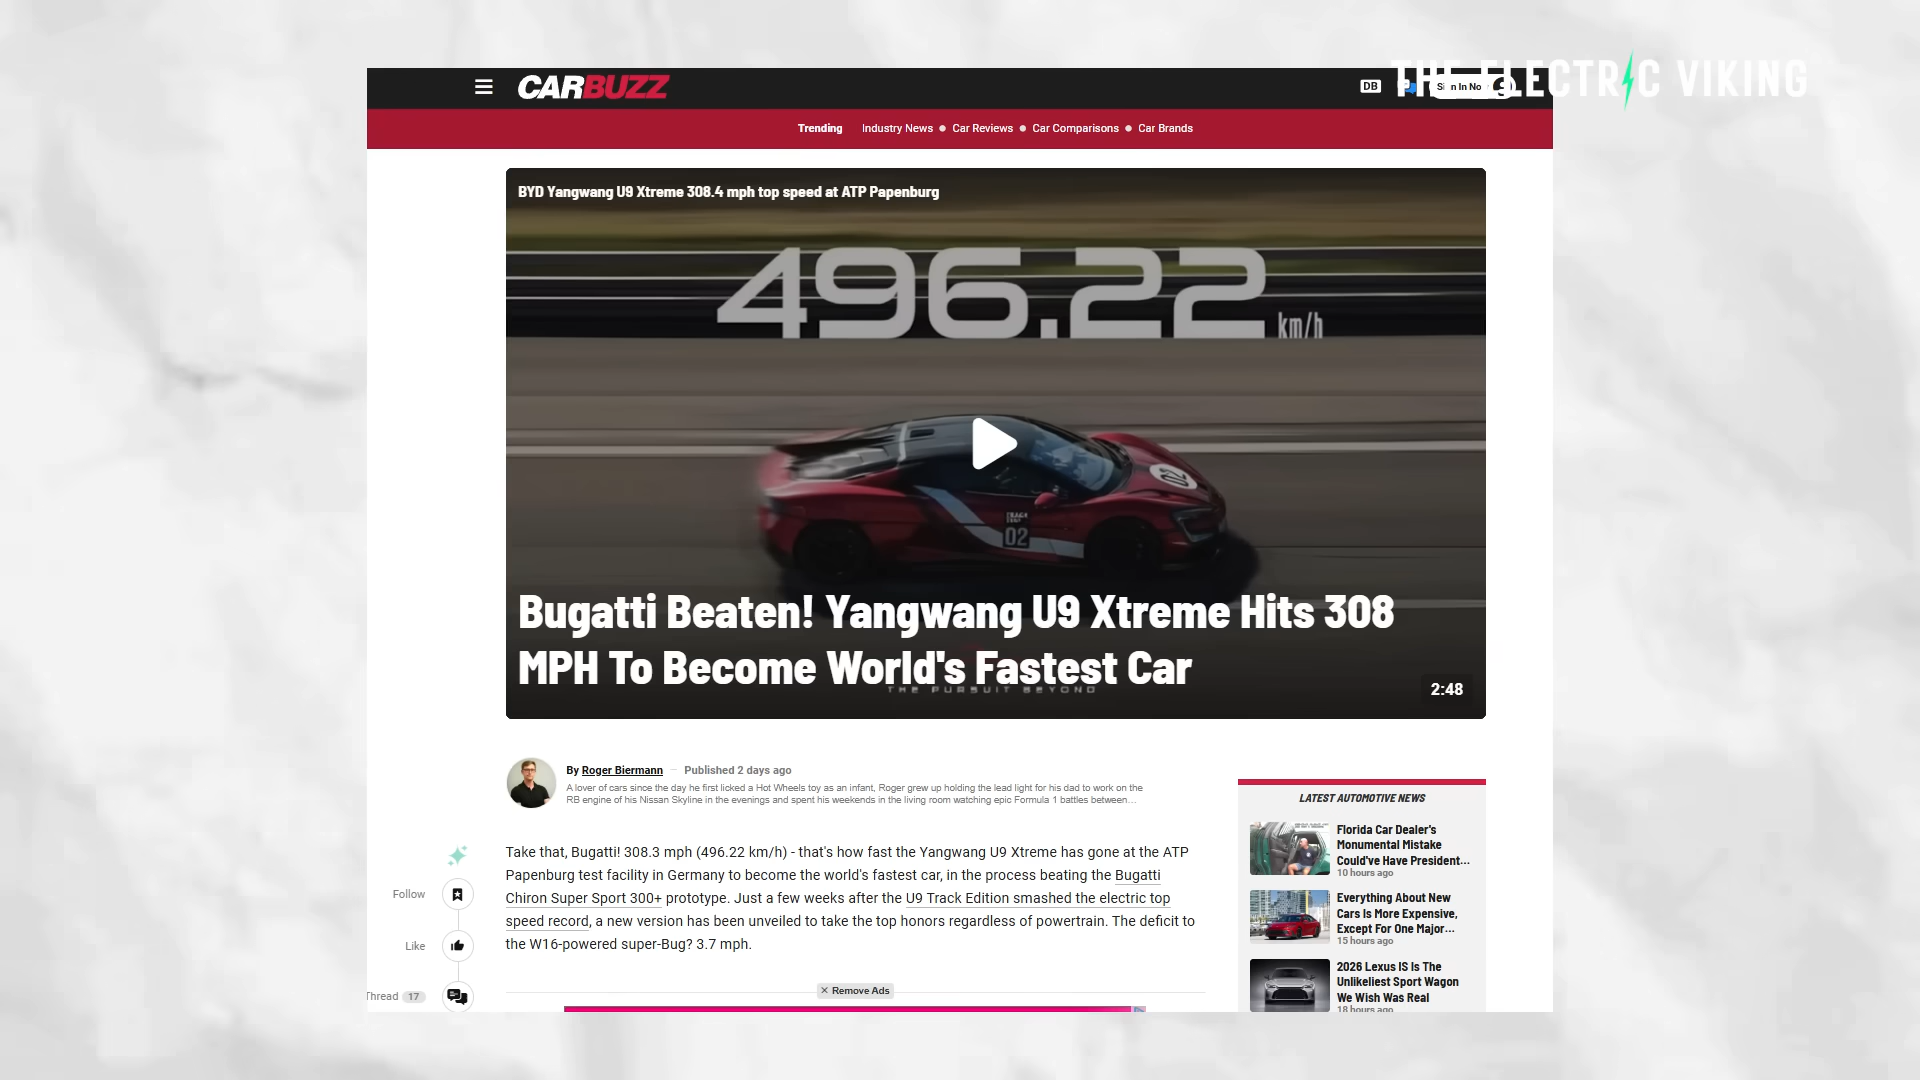 THE ELECTRIC VIKING
CARBUZZ
DB
Trending Industry News Car Reviews Car Comparisons Car Brands
BYD Yangwang U9 Xtreme 308.4 mph top speed at ATP Papenburg
496.22 km/h
02
02
Bugatti Beaten! Yangwang U9 Xtreme Hits 308
MPH To Become World's Fastest Car
THE PURSUIT BEYOND
2:48
By Roger Biermann — Published 2 days ago
A lover of cars since the day he first licked a Hot Wheels toy as an infant, Roger grew up holding the lead light for his dad to work on the
RB engine of his Nissan Skyline in the evenings and spent his weekends in the living room watching epic Formula 1 battles between...
Follow
Like
Thread 17
Take that, Bugatti! 308.3 mph (496.22 km/h) - that's how fast the Yangwang U9 Xtreme has gone at the ATP
Papenburg test facility in Germany to become the world's fastest car, in the process beating the Bugatti
Chiron Super Sport 300+ prototype. Just a few weeks after the U9 Track Edition smashed the electric top
speed record, a new version has been unveiled to take the top honors regardless of powertrain. The deficit to
the W16-powered super-Bug? 3.7 mph.
× Remove Ads
LATEST AUTOMOTIVE NEWS
Florida Car Dealer's
Monumental Mistake
Could've Have President...
10 hours ago
Everything About New
Cars Is More Expensive,
Except For One Major...
15 hours ago
2026 Lexus IS Is The
Unlikeliest Sport Wagon
We Wish Was Real
18 hours ago